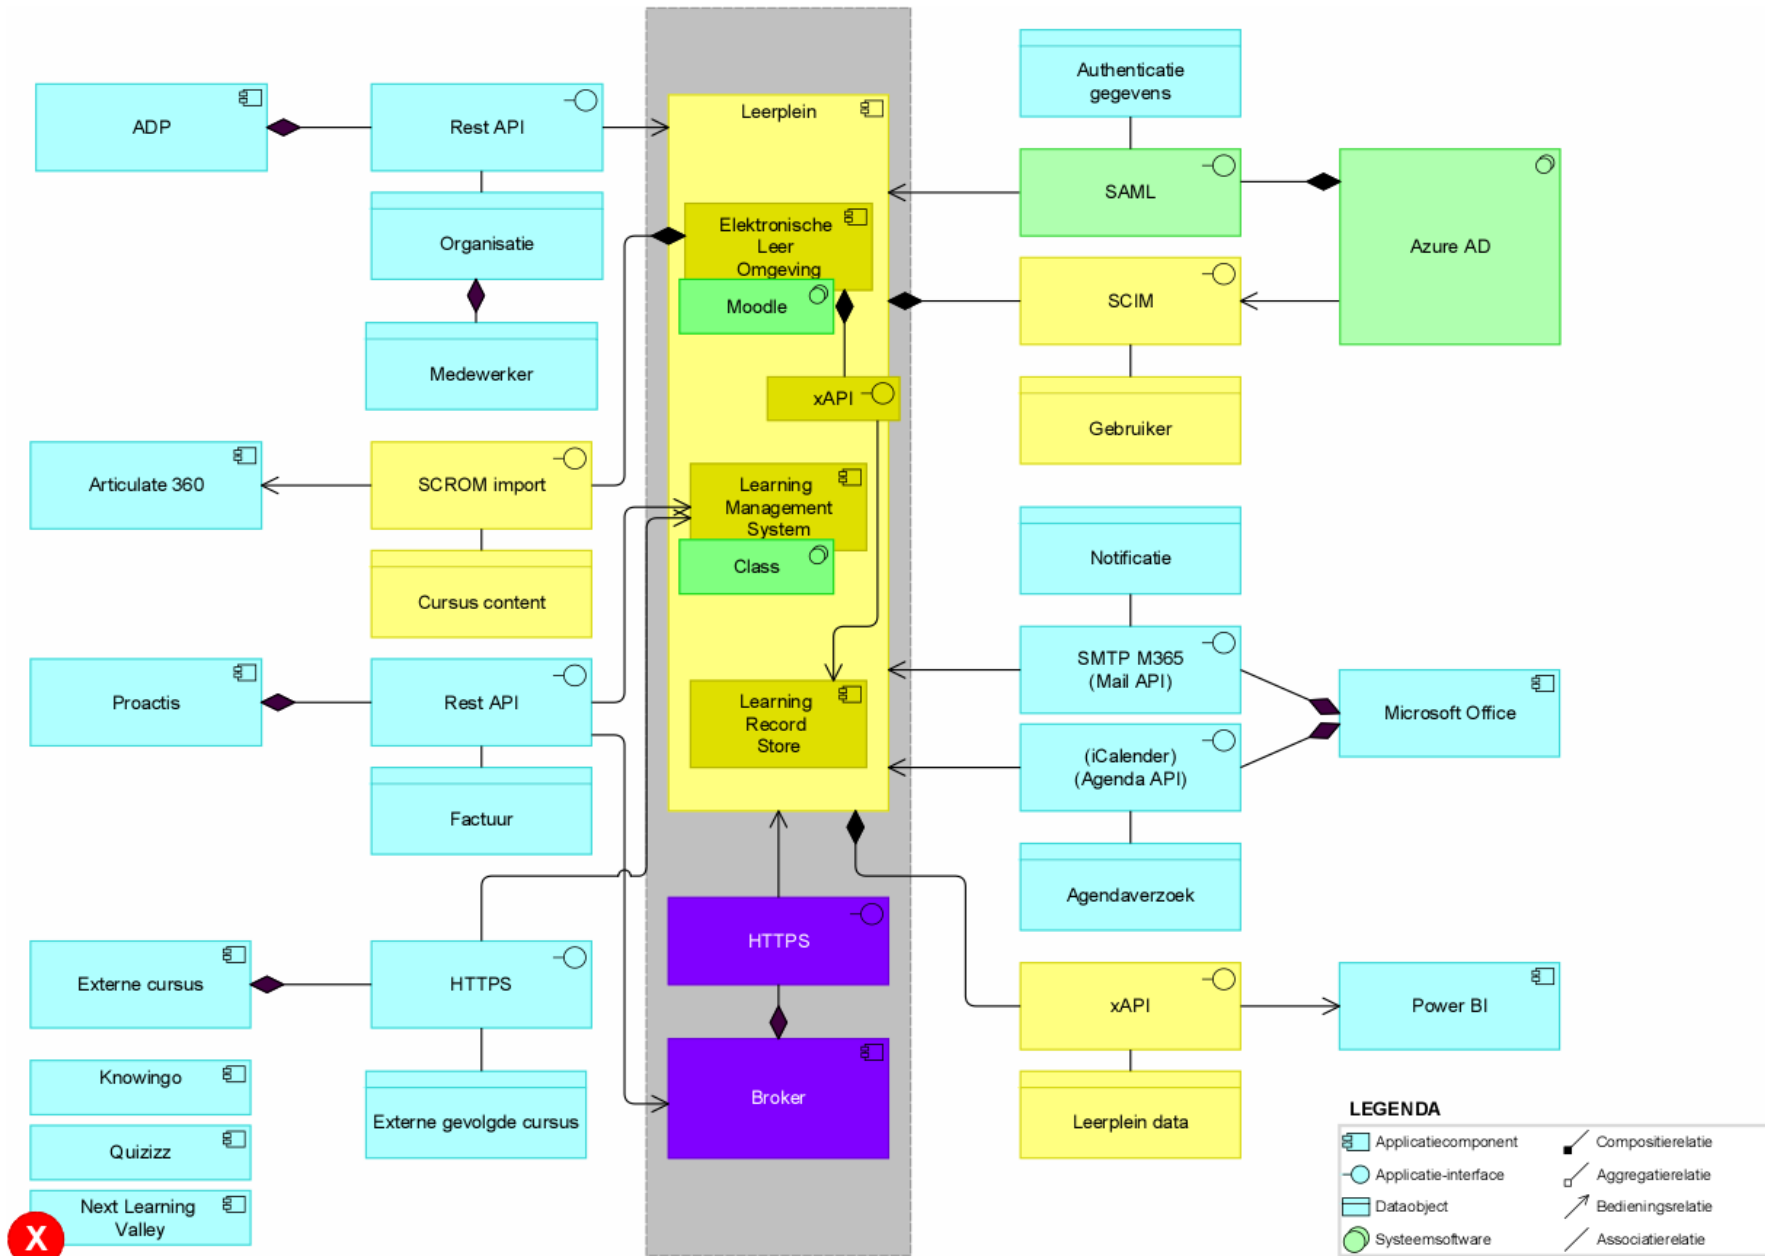 ADP
Rest API
Organisatie
Medewerker
Articulate 360
SCROM import
Cursus content
Proactis
Rest API
Factuur
Externe cursus
HTTPS
Externe gevolgde cursus
Knowingo
Quizizz
Next Learning
Valley
X
Leerplein
Elektronische
Leer
Omgeving
Moodle
xAPI
Learning
Management
System
Class
Learning
Record
Store
HTTPS
Broker
Authenticatie
gegevens
SAML
Azure AD
SCIM
Gebruiker
Notificatie
SMTP M365
(Mail API)
Microsoft Office
(iCalender)
(Agenda API)
Agendaverzoek
xAPI
Power BI
Leerplein data
LEGENDA
Applicatiecomponent
Compositierelatie
Applicatie-interface
Aggregatierelatie
Dataobject
Bedieningsrelatie
Systeemsoftware
Associatierelatie